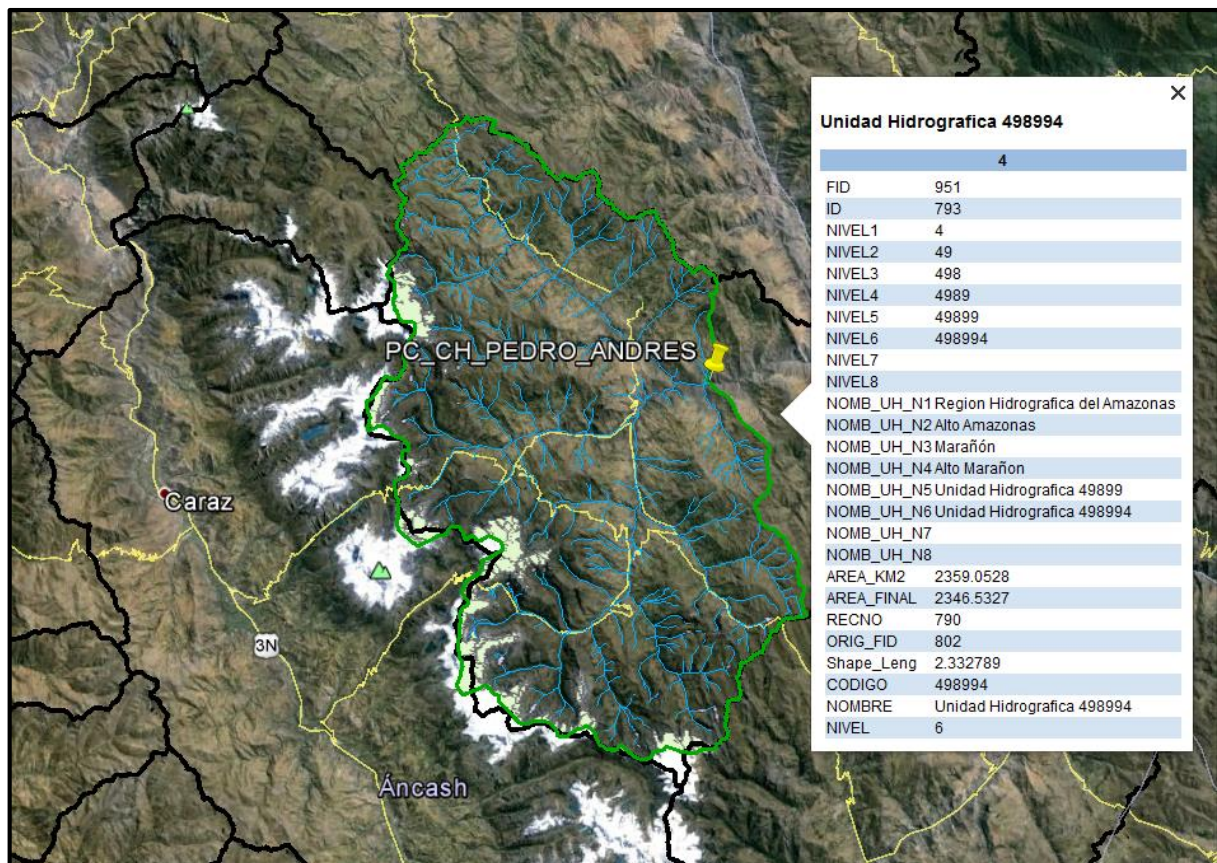 PC_CH_PEDRO_ANDRES
Caraz
3N
Áncash
×
Unidad Hidrografica 498994
4
FID 951
ID 793
NIVEL1 4
NIVEL2 49
NIVEL3 498
NIVEL4 4989
NIVEL5 49899
NIVEL6 498994
NIVEL7
NIVEL8
NOMB_UH_N1 Region Hidrografica del Amazonas
NOMB_UH_N2 Alto Amazonas
NOMB_UH_N3 Marañón
NOMB_UH_N4 Alto Marañon
NOMB_UH_N5 Unidad Hidrografica 49899
NOMB_UH_N6 Unidad Hidrografica 498994
NOMB_UH_N7
NOMB_UH_N8
AREA_KM2 2359.0528
AREA_FINAL 2346.5327
RECNO 790
ORIG_FID 802
Shape_Leng 2.332789
CODIGO 498994
NOMBRE Unidad Hidrografica 498994
NIVEL 6